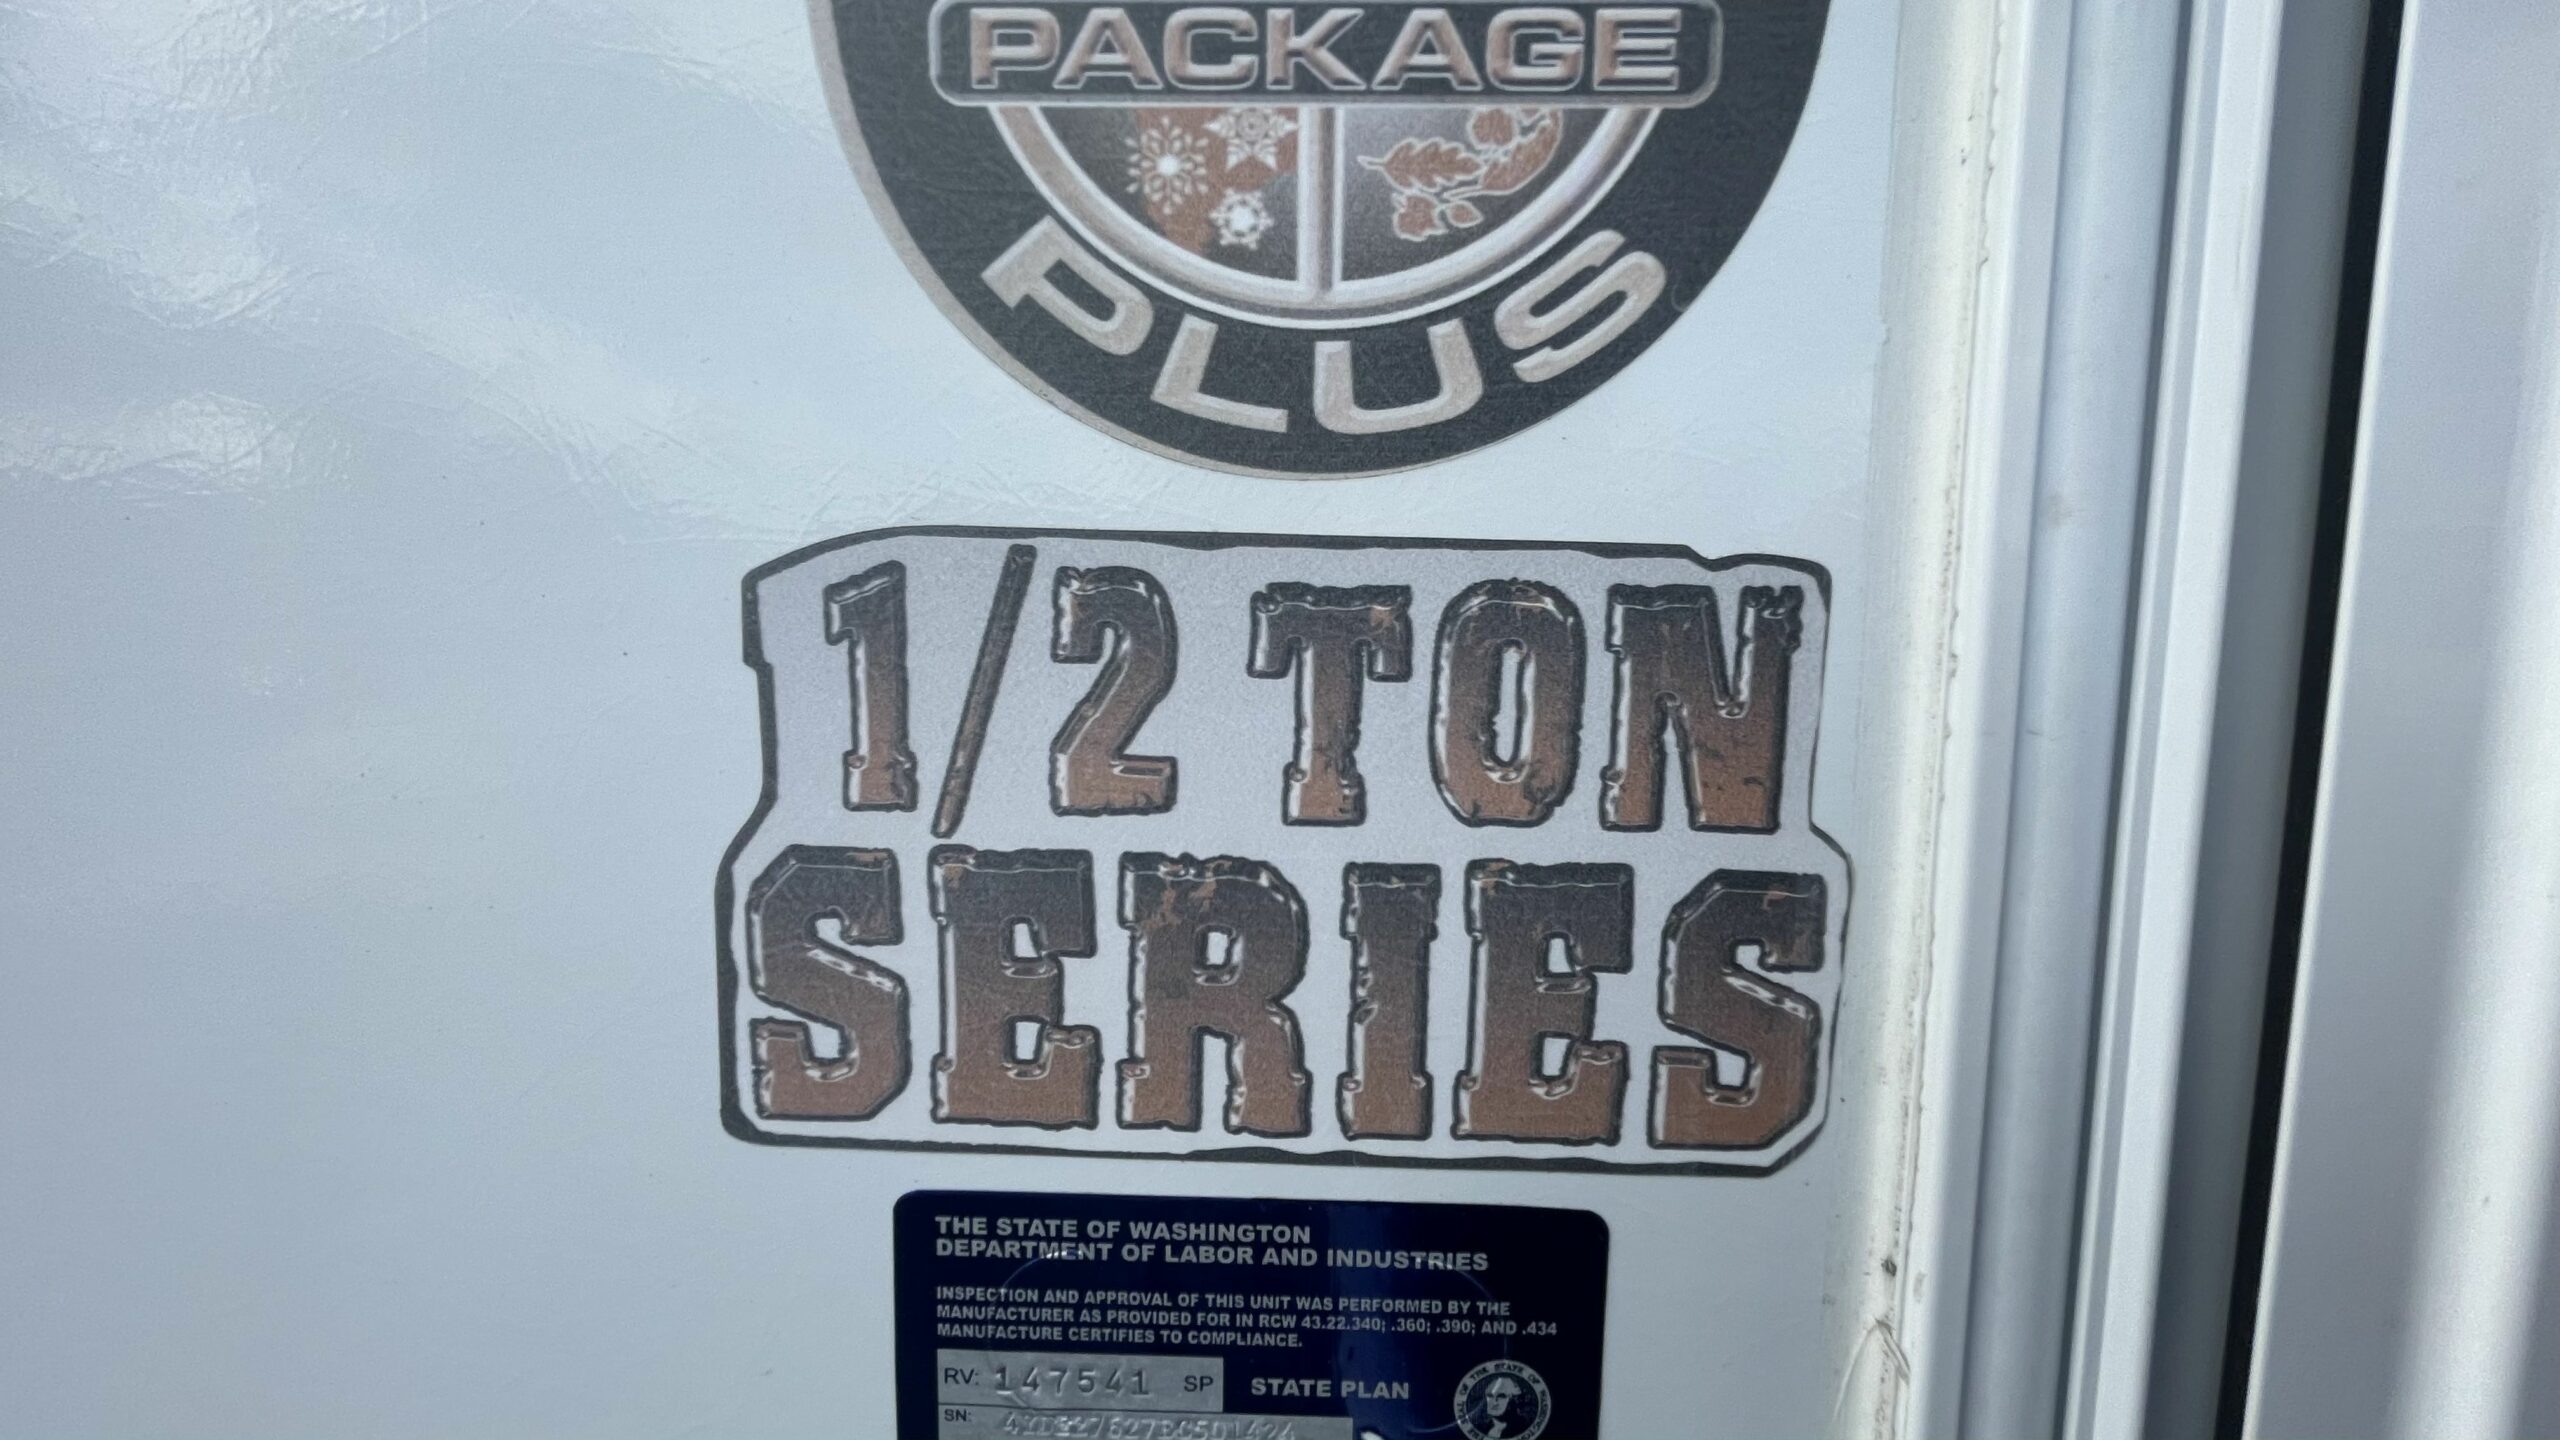 PACKAGE
PLUS
1/2 TON
SERIES
THE STATE OF WASHINGTON
DEPARTMENT OF LABOR AND INDUSTRIES
INSPECTION AND APPROVAL OF THIS UNIT WAS PERFORMED BY THE
MANUFACTURER AS PROVIDED FOR IN RCW 43.22.340; .360; .390; AND .434
MANUFACTURE CERTIFIES TO COMPLIANCE.
RV: 147541 SP STATE PLAN
SN: